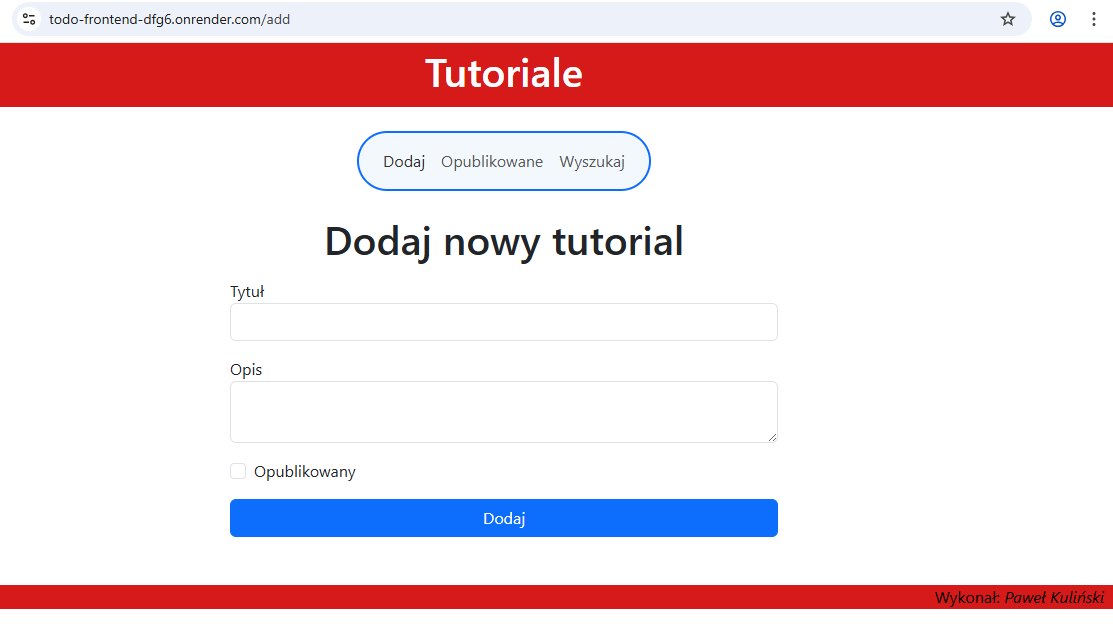 todo-frontend-dfg6.onrender.com/add
Tutoriale
Dodaj Opublikowane Wyszukaj
Dodaj nowy tutorial
Tytuł
Opis
Opublikowany
Dodaj
Wykonał: Paweł Kuliński